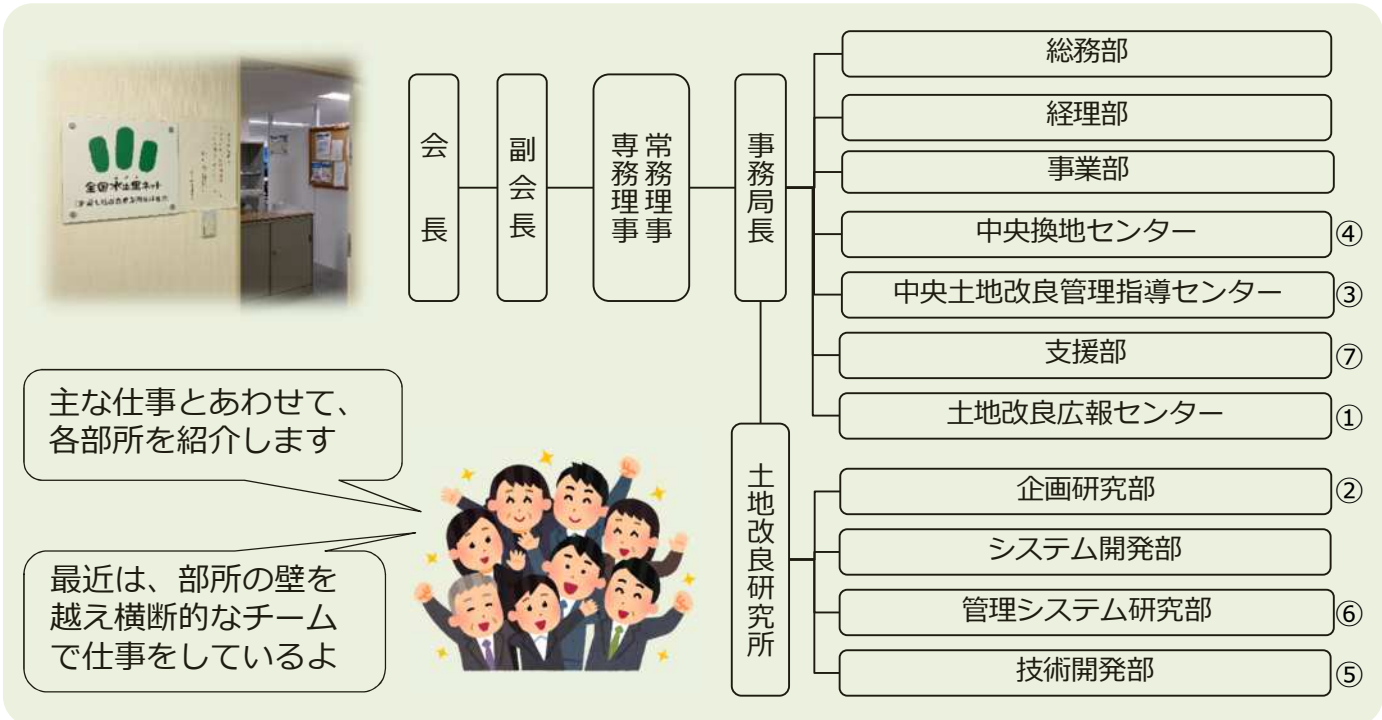 全国水土里ネット
会長
副会長
専務理事
常務理事
事務局長
総務部
経理部
事業部
中央換地センター ④
中央土地改良管理指導センター ③
支援部 ⑦
土地改良広報センター ①
土地改良研究所
企画研究部 ②
システム開発部
管理システム研究部 ⑥
技術開発部 ⑤
主な仕事とあわせて、
各部所を紹介します
最近は、部所の壁を
越え横断的なチーム
で仕事をしているよ